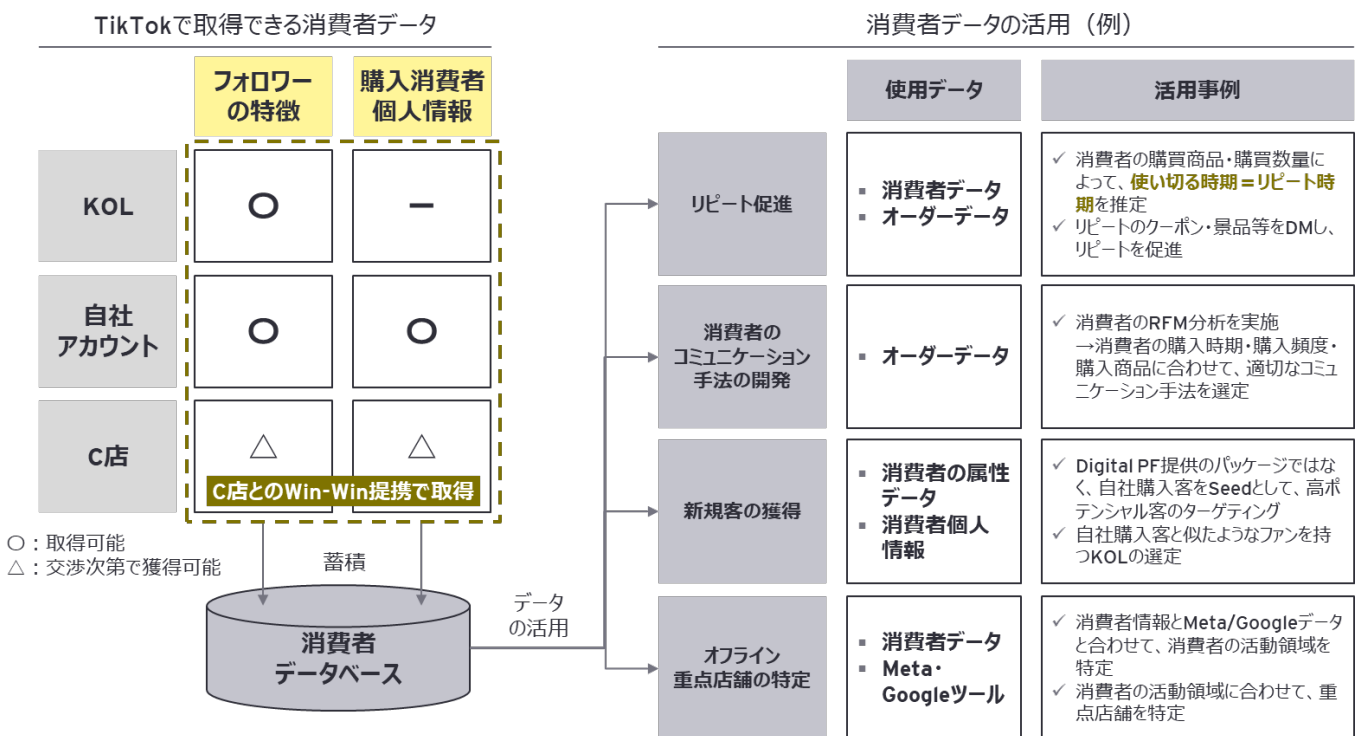 TikTokで取得できる消費者データ
フォロワー
の特徴
購入消費者
個人情報
KOL
〇
－
自社
アカウント
〇
〇
C店
△
△
C店とのWin-Win提携で取得
〇：取得可能
△：交渉次第で獲得可能
蓄積
消費者
データベース
データ
の活用
消費者データの活用（例）
使用データ
活用事例
リピート促進
▪ 消費者データ
▪ オーダーデータ
✓ 消費者の購買商品・購買数量に
よって、使い切る時期＝リピート時
期を推定
✓ リピートのクーポン・景品等をDMし、
リピートを促進
消費者の
コミュニケーション
手法の開発
▪ オーダーデータ
✓ 消費者のRFM分析を実施
→消費者の購入時期・購入頻度・
購入商品に合わせて、適切なコミュ
ニケーション手法を選定
新規客の獲得
▪ 消費者の属性
データ
▪ 消費者個人
情報
✓ Digital PF提供のパッケージではな
く、自社購入客をSeedとして、高ポ
テンシャル客のターゲティング
✓ 自社購入客と似たようなファンを持
つKOLの選定
オフライン
重点店舗の特定
▪ 消費者データ
▪ Meta・
Googleツール
✓ 消費者情報とMeta/Googleデータ
と合わせて、消費者の活動領域を
特定
✓ 消費者の活動領域に合わせて、重
点店舗を特定